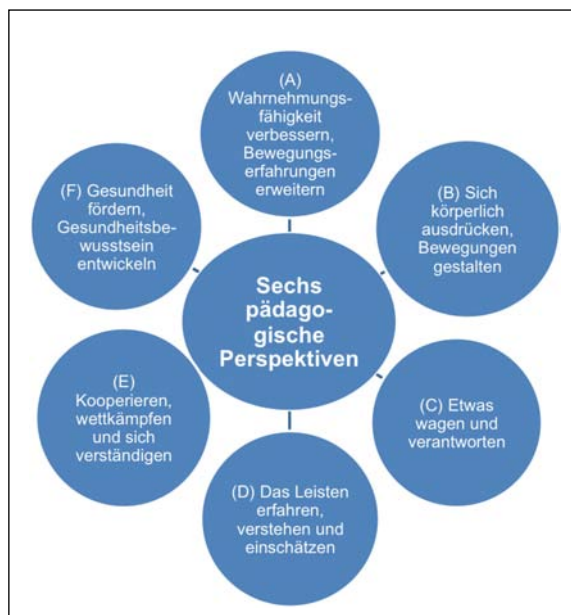 (A)
Wahrnehmungs-
fähigkeit
verbessern,
Bewegungs-
erfahrungen
erweitern
(B) Sich
körperlich
ausdrücken,
Bewegungen
gestalten
(C) Etwas
wagen und
verantworten
(D) Das Leisten
erfahren,
verstehen und
einschätzen
(E)
Kooperieren,
wettkämpfen
und sich
verständigen
(F) Gesundheit
fördern,
Gesundheitsbe-
wusstsein
entwickeln
Sechs
pädago-
gische
Perspektiven